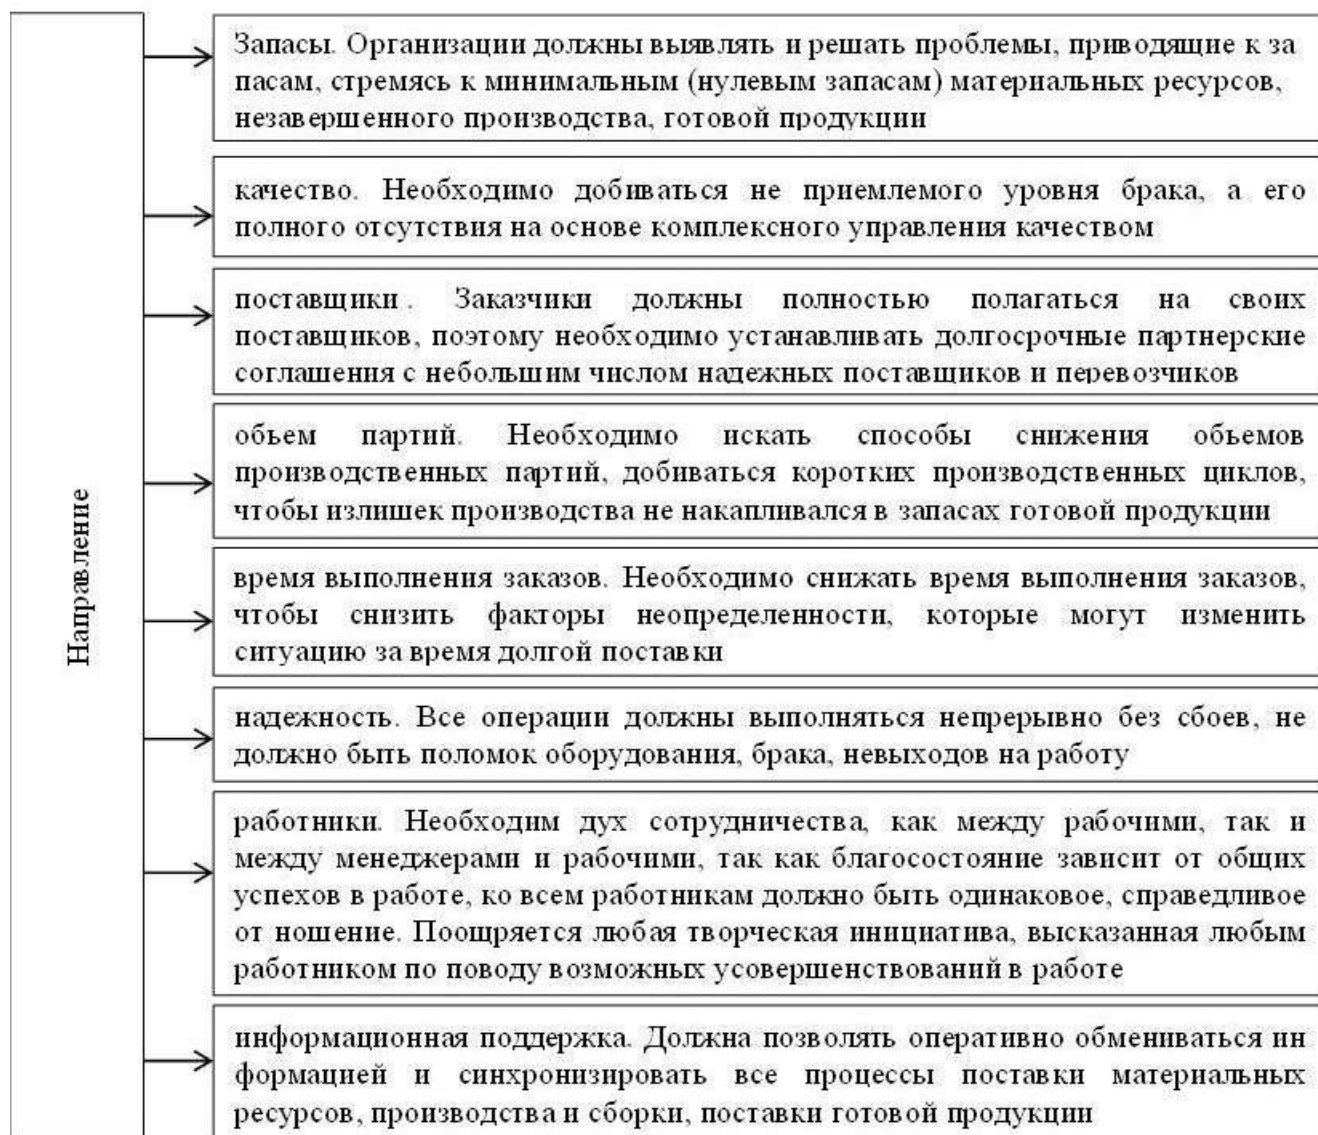 Направление
Запасы. Организации должны выявлять и решать проблемы, приводящие к за
пасам, стремясь к минимальным (нулевым запасам) материальных ресурсов,
незавершенного производства, готовой продукции
качество. Необходимо добиваться не приемлемого уровня брака, а его
полного отсутствия на основе комплексного управления качеством
поставщики . Заказчики должны полностью полагаться на своих
поставщиков, поэтому необходимо устанавливать долгосрочные партнерские
соглашения с небольшим числом надежных поставщиков и перевозчиков
обьем партий. Необходимо искать способы снижения обьемов
производственных партий, добиваться коротких производственных циклов,
чтобы излишек производства не накапливался в запасах готовой продукции
время выполнения заказов. Необходимо снижать время выполнения заказов,
чтобы снизить факторы неопределенности, которые могут изменить
ситуацию за время долгой поставки
надежность. Все операции должны выполняться непрерывно без сбоев, не
должно быть поломок оборудования, брака, невыходов на работу
работники. Необходим дух сотрудничества, как между рабочими, так и
между менеджерами и рабочими, так как благосостояние зависит от общих
успехов в работе, ко всем работникам должно быть одинаковое, справедливое
от ношение. Поощряется любая творческая инициатива, высказанная любым
работником по поводу возможных усовершенствований в работе
информационная поддержка. Должна позволять оперативно обмениваться ин
формацией и синхронизировать все процессы поставки материальных
ресурсов, производства и сборки, поставки готовой продукции